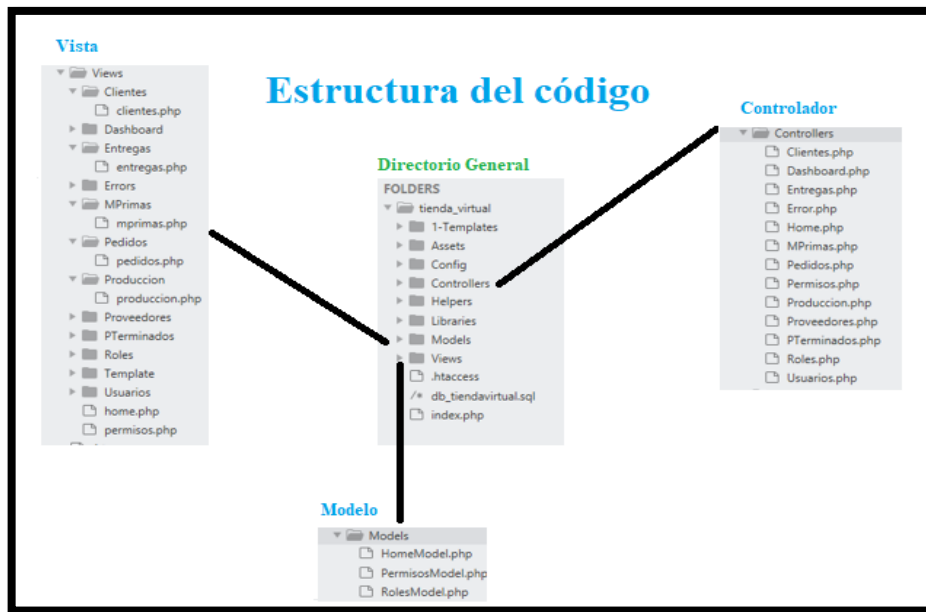 Estructura del código
Vista
Views
Clientes
clientes.php
Dashboard
Entregas
entregas.php
Errors
MPrimas
mprimas.php
Pedidos
pedidos.php
Produccion
produccion.php
Proveedores
PTerminados
Roles
Template
Usuarios
home.php
permisos.php
Directorio General
FOLDERS
tienda_virtual
1-Templates
Assets
Config
Controllers
Helpers
Libraries
Models
Views
.htaccess
/* db_tiendavirtual.sql
index.php
Controlador
Controllers
Clientes.php
Dashboard.php
Entregas.php
Error.php
Home.php
MPrimas.php
Pedidos.php
Permisos.php
Produccion.php
Proveedores.php
PTerminados.php
Roles.php
Usuarios.php
Modelo
Models
HomeModel.php
PermisosModel.php
RolesModel.php